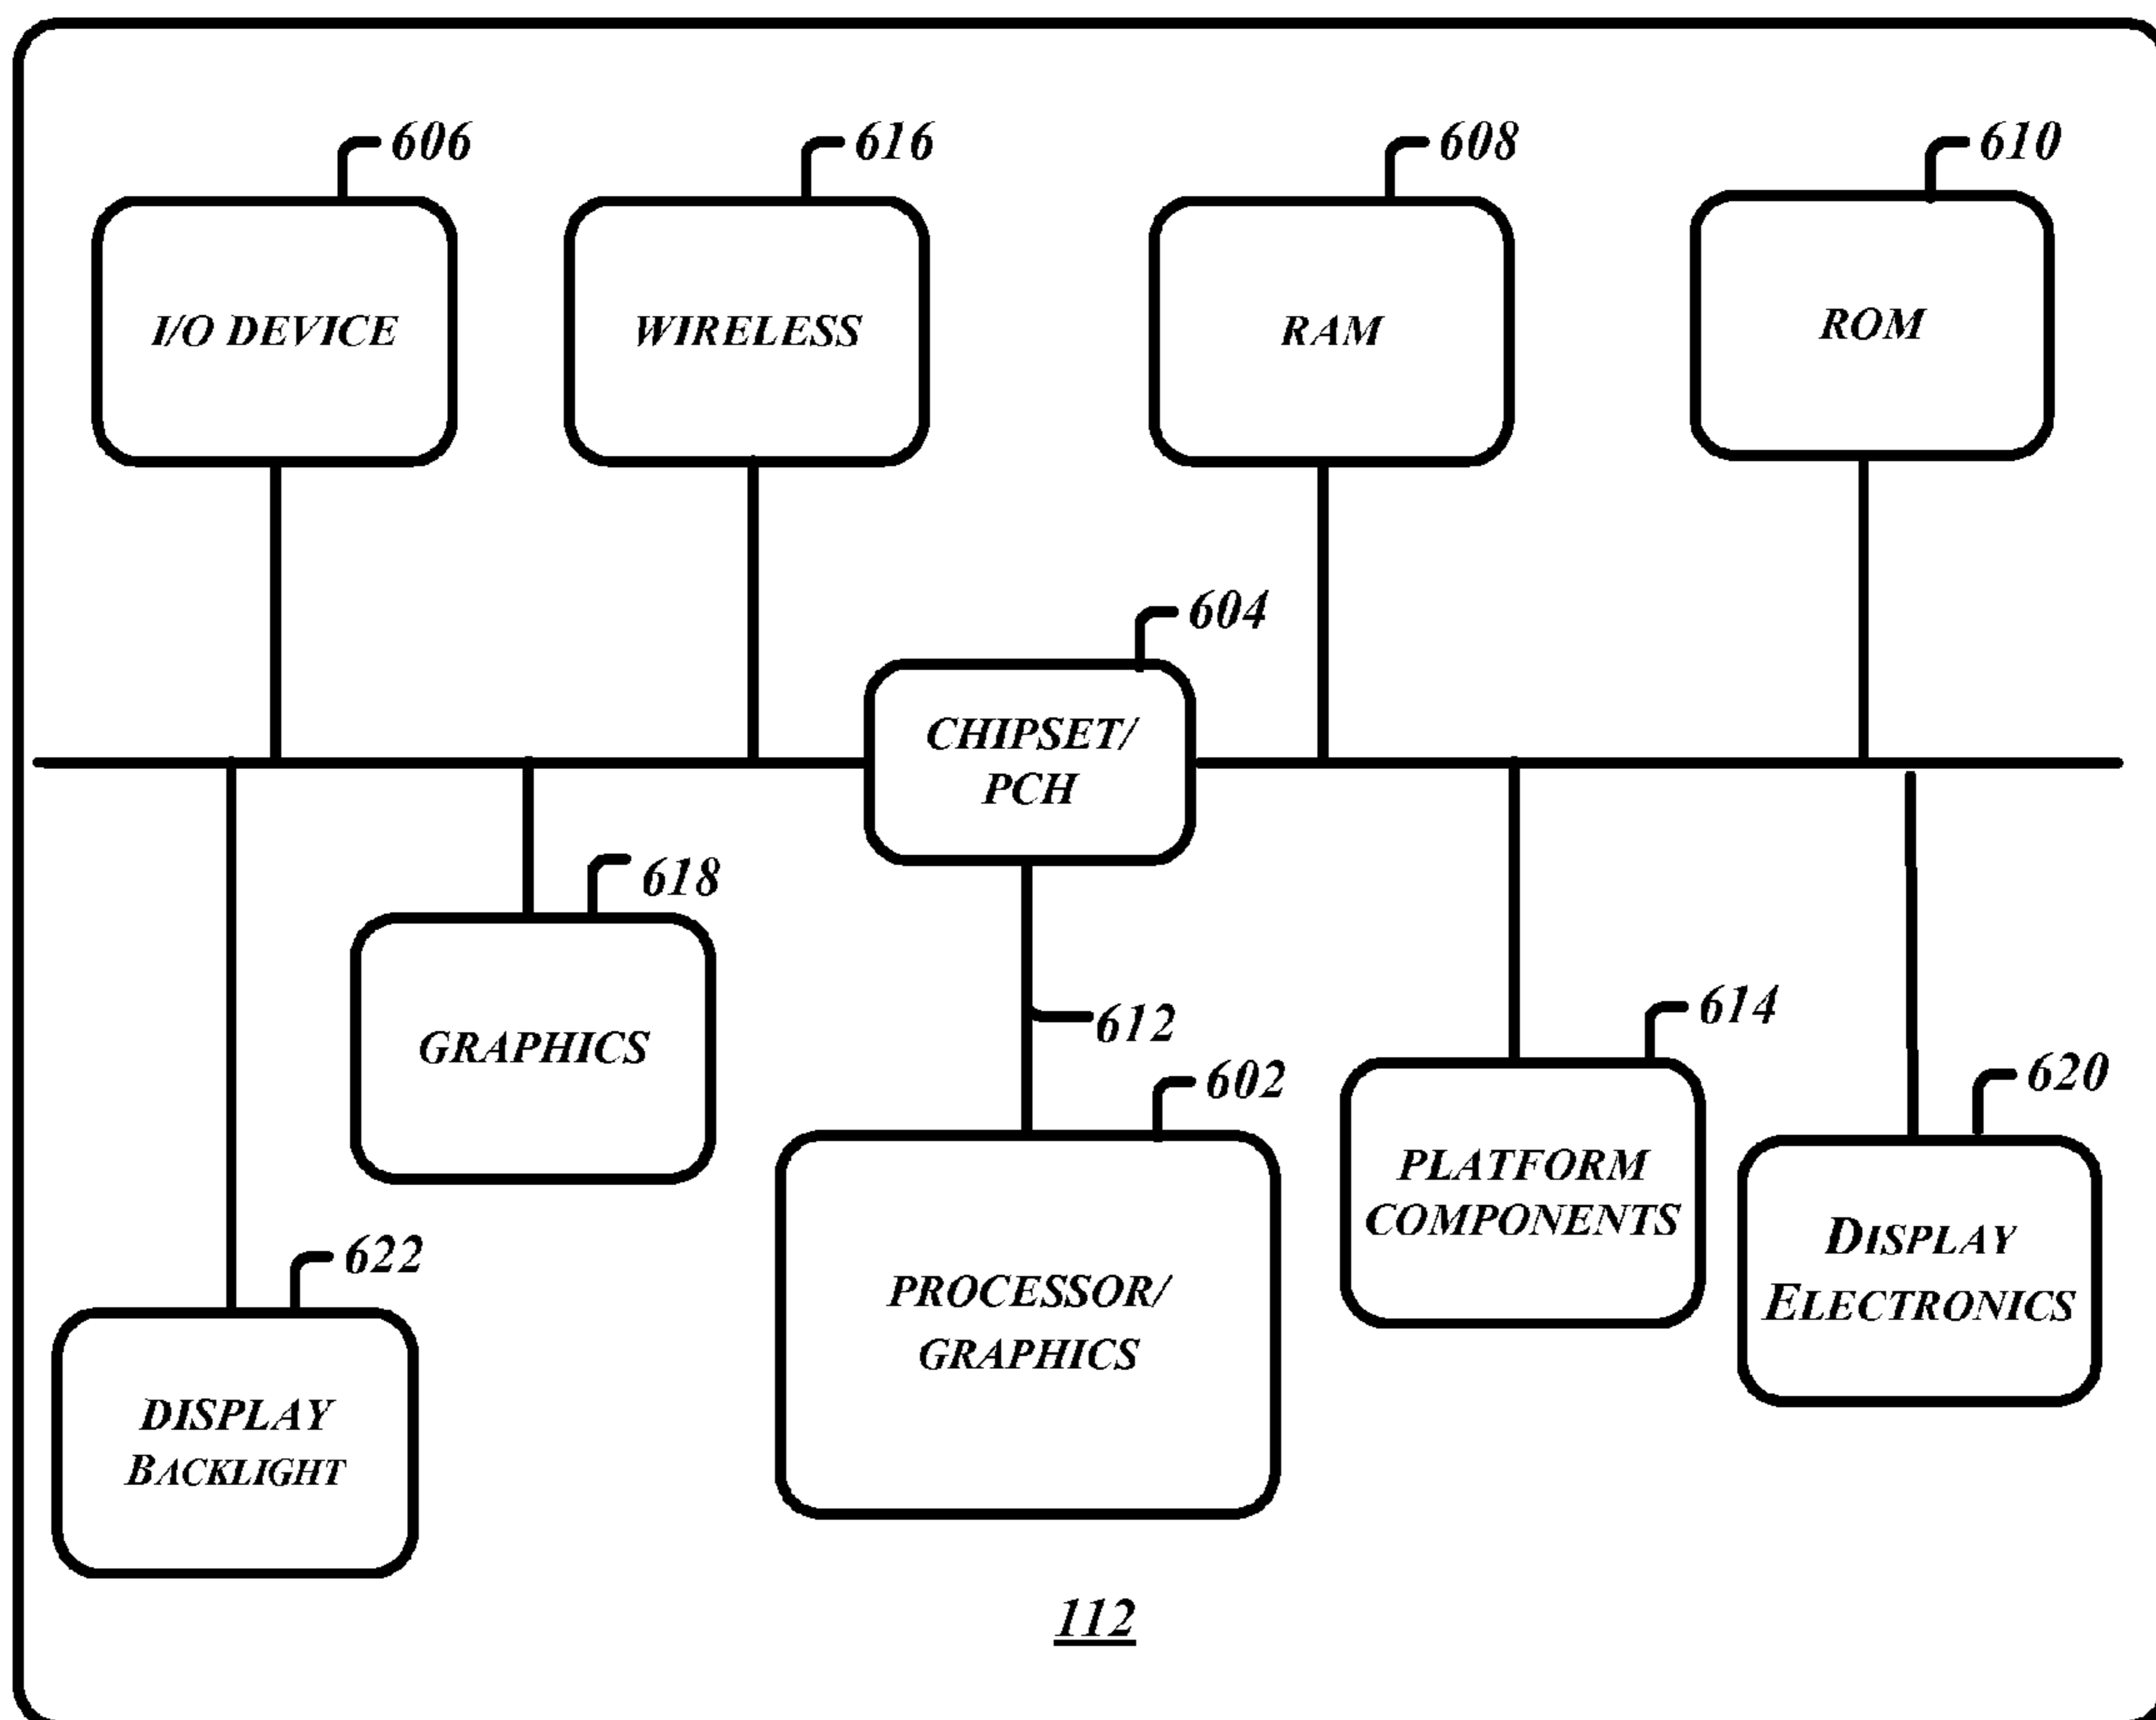 606
616
608
610
I/O DEVICE
WIRELESS
RAM
ROM
604
CHIPSET/
PCH
618
GRAPHICS
612
614
602
620
PLATFORM
COMPONENTS
DISPLAY
ELECTRONICS
622
PROCESSOR/
GRAPHICS
DISPLAY
BACKLIGHT
112